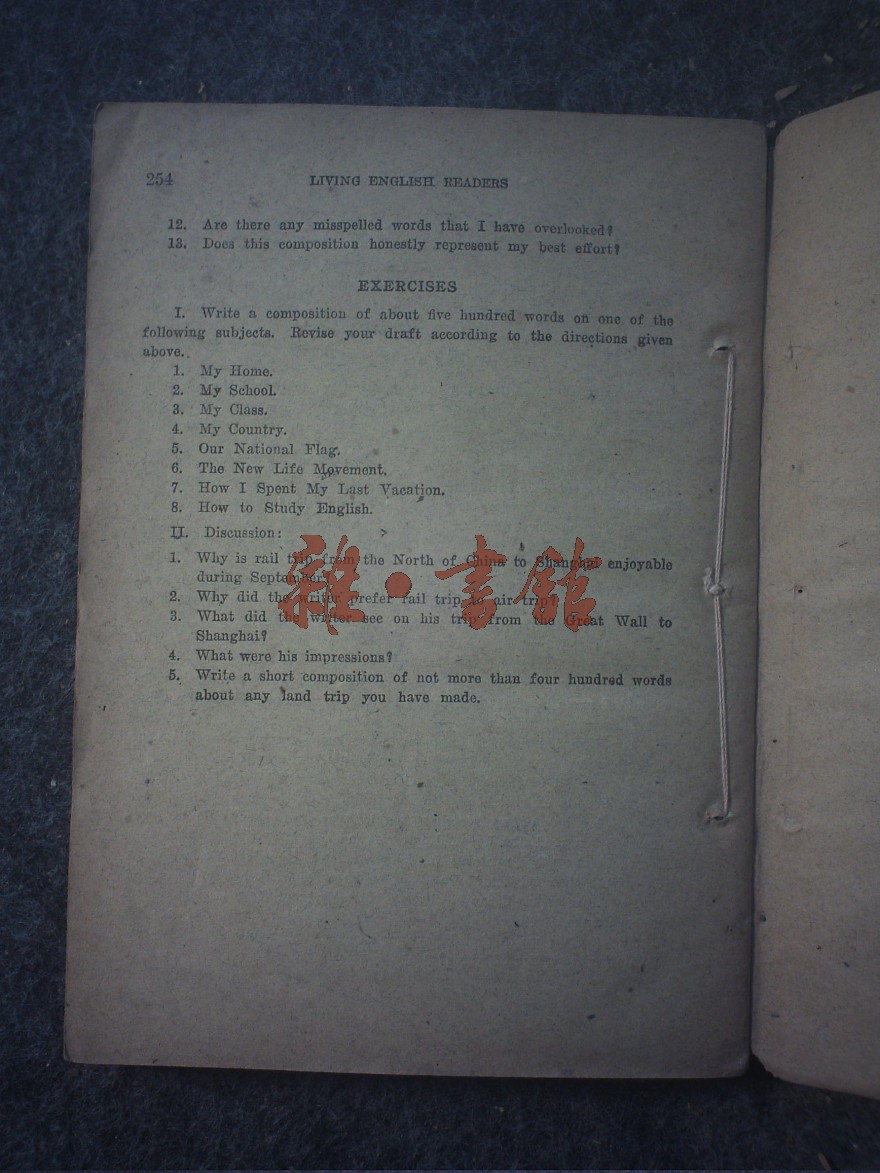 254 LIVING ENGLISH READERS
12. Are there any misspelled words that I have overlooked?
13. Does this composition honestly represent my best effort?
EXERCISES
I. Write a composition of about five hundred words on one of the
following subjects. Revise your draft according to the directions given
above.
1. My Home.
2. My School.
3. My Class.
4. My Country.
5. Our National Flag.
6. The New Life Movement.
7. How I Spent My Last Vacation.
8. How to Study English.
II. Discussion:
1. Why is rail trip from the North of China to Shanghai enjoyable
during September?
2. Why did the writer prefer rail trip to air trip?
3. What did the writer see on his trip from the Great Wall to
Shanghai?
4. What were his impressions?
5. Write a short composition of not more than four hundred words
about any land trip you have made.
雜·書館